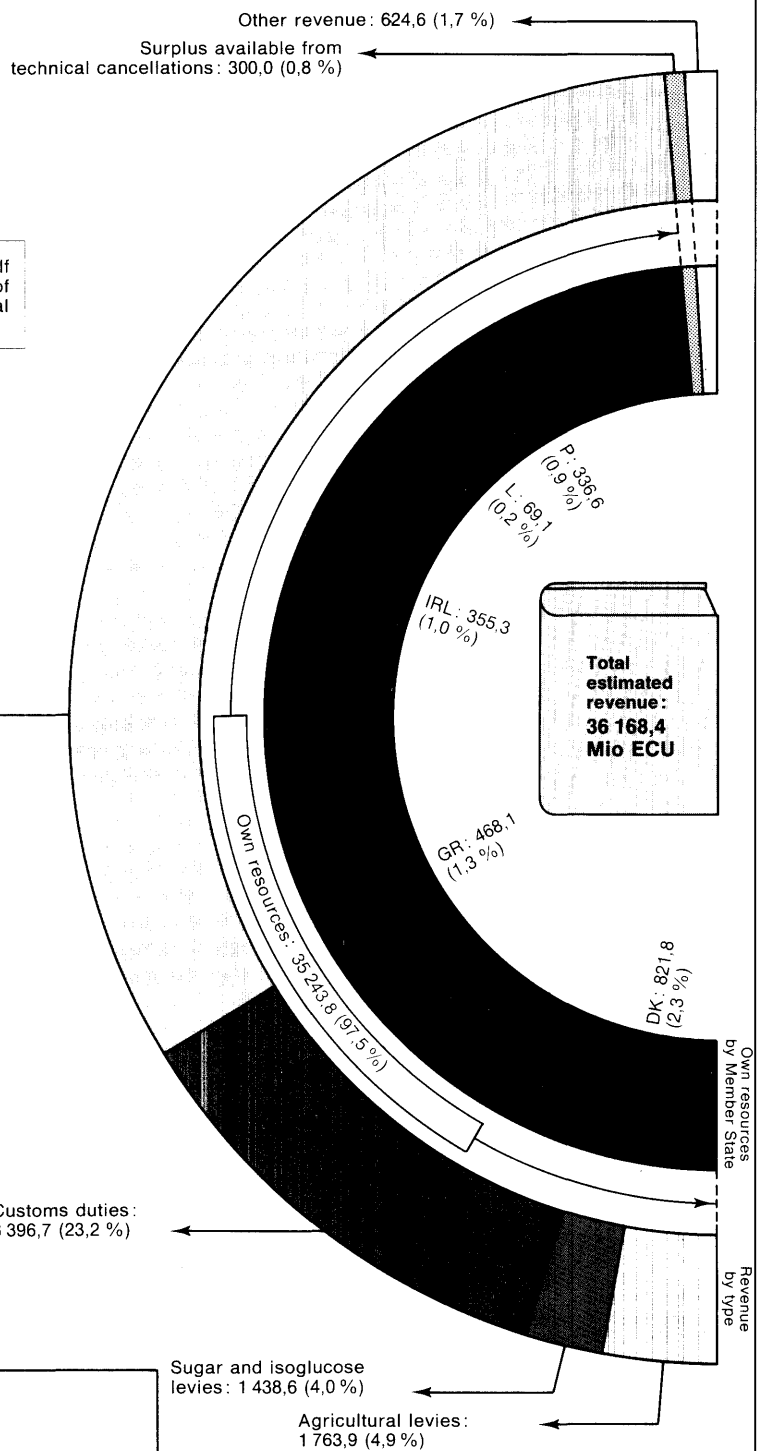 Other revenue: 624,6 (1,7 %)
Surplus available from
technical cancellations: 300,0 (0,8 %)
of
P: 336,6
(0,9 %)
L: 69,1
(0,2 %)
IRL: 355,3
(1,0 %)
Total
estimated
revenue:
36 168,4
Mio ECU
GR: 468,1
(1,3 %)
Own resources: 35 243,8 (97,5 %)
DK: 821,8
(2,3 %)
Own resources
by Member State
Revenue
by type
Customs duties:
396,7 (23,2 %)
Sugar and isoglucose
levies: 1 438,6 (4,0 %)
Agricultural levies:
1 763,9 (4,9 %)